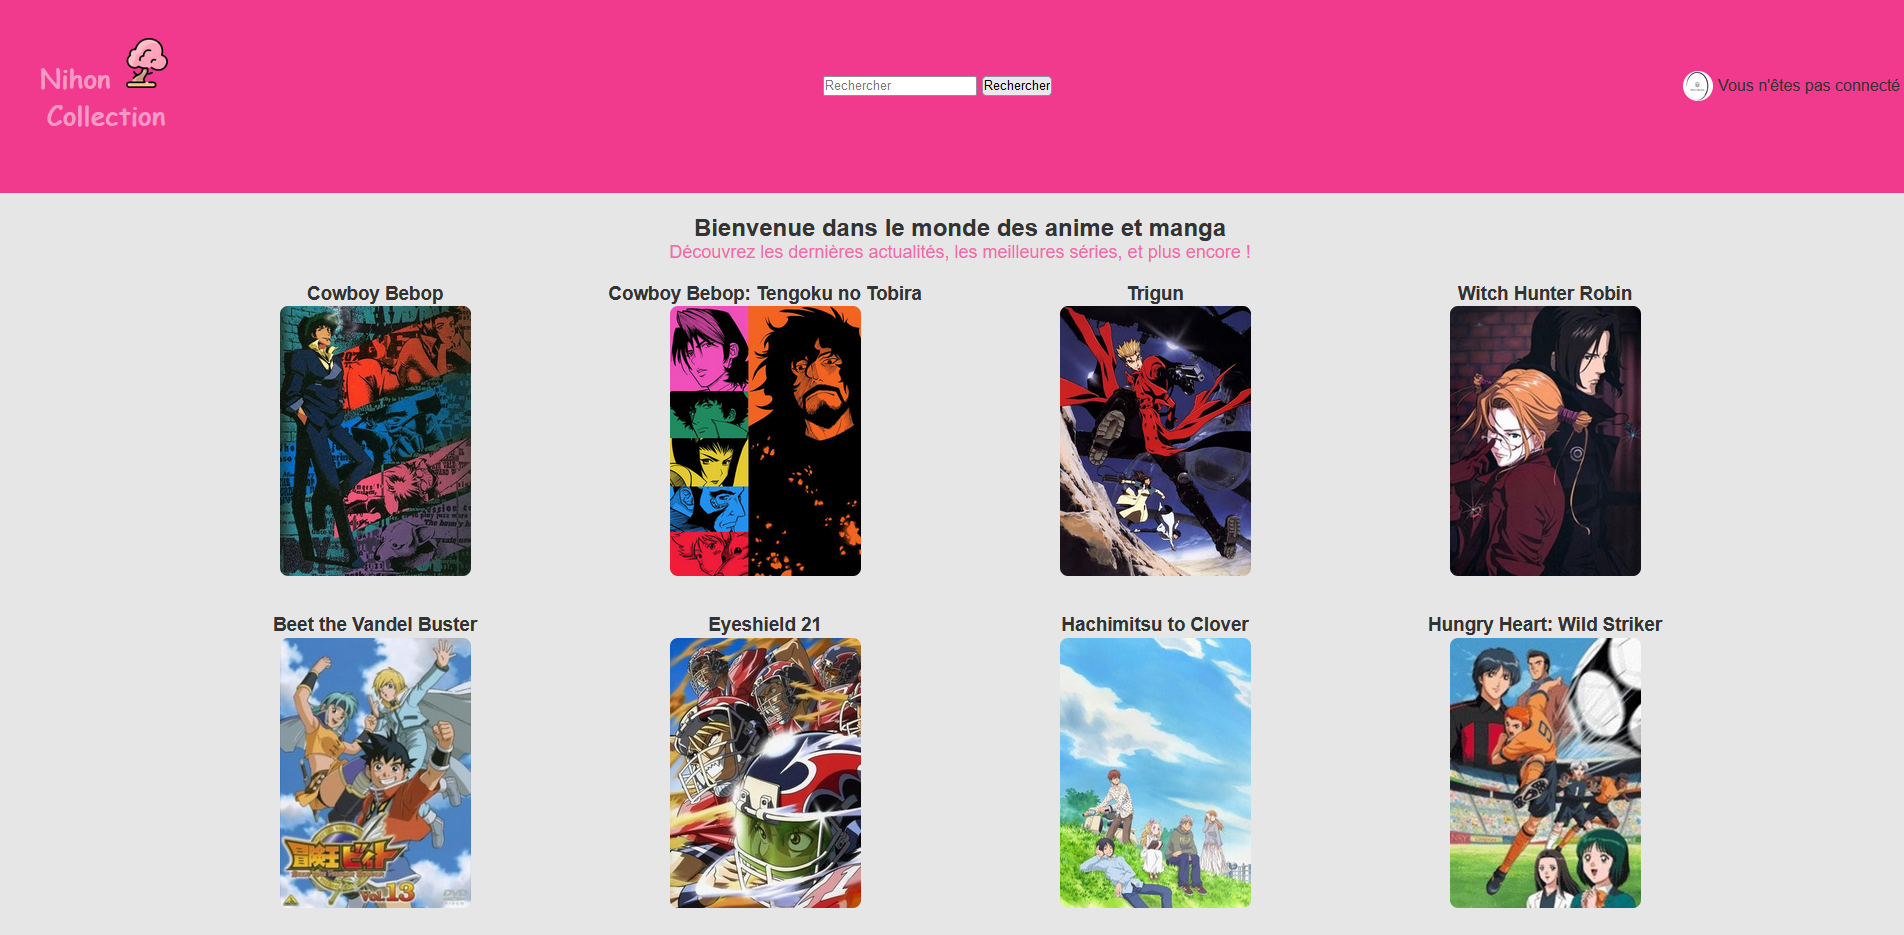 Nihon
Collection
Rechercher
Rechercher
Vous n'êtes pas connecté
Bienvenue dans le monde des anime et manga
Découvrez les dernières actualités, les meilleures séries, et plus encore !
Cowboy Bebop
Cowboy Bebop: Tengoku no Tobira
Trigun
Witch Hunter Robin
Beet the Vandel Buster
Eyeshield 21
Hachimitsu to Clover
Hungry Heart: Wild Striker
冒険王ビィト
Vol.13
DVD